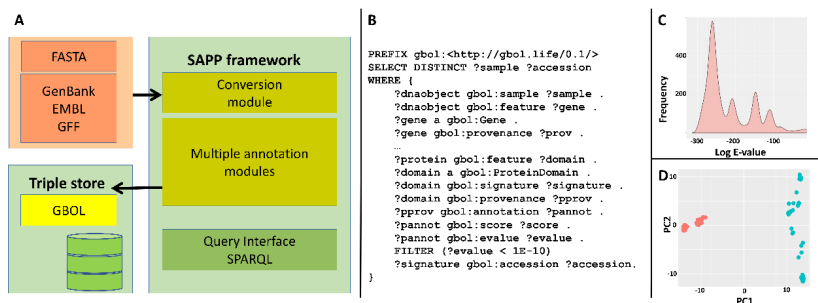 A
FASTA
GenBank
EMBL
GFF
SAPP framework
Conversion
module
Multiple annotation
modules
Triple store
GBOL
Query Interface
SPARQL
B
PREFIX gbol:<http://gbol.life/0.1/>
SELECT DISTINCT ?sample ?accession
WHERE {
?dnaobject gbol:sample ?sample .
?dnaobject gbol:feature ?gene .
?gene a gbol:Gene .
?gene gbol:provenance ?prov .
…
?protein gbol:feature ?domain .
?domain a gbol:ProteinDomain .
?domain gbol:signature ?signature .
?domain gbol:provenance ?pprov .
?pprov gbol:annotation ?pannot .
?pannot gbol:score ?score .
?pannot gbol:evalue ?evalue .
FILTER (?evalue < 1E-10)
?signature gbol:accession ?accession.
}
C
Frequency
400
200
-300 -200 -100
Log E-value
D
PC2
10
0
-10
-10 0 10
PC1